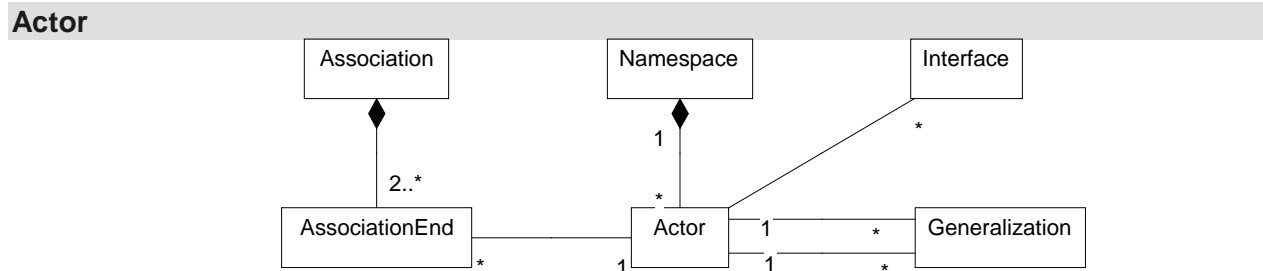 Actor
Association Namespace Interface
*
1
2..*
*
AssociationEnd Actor Generalization
1 *
* 1 1 *